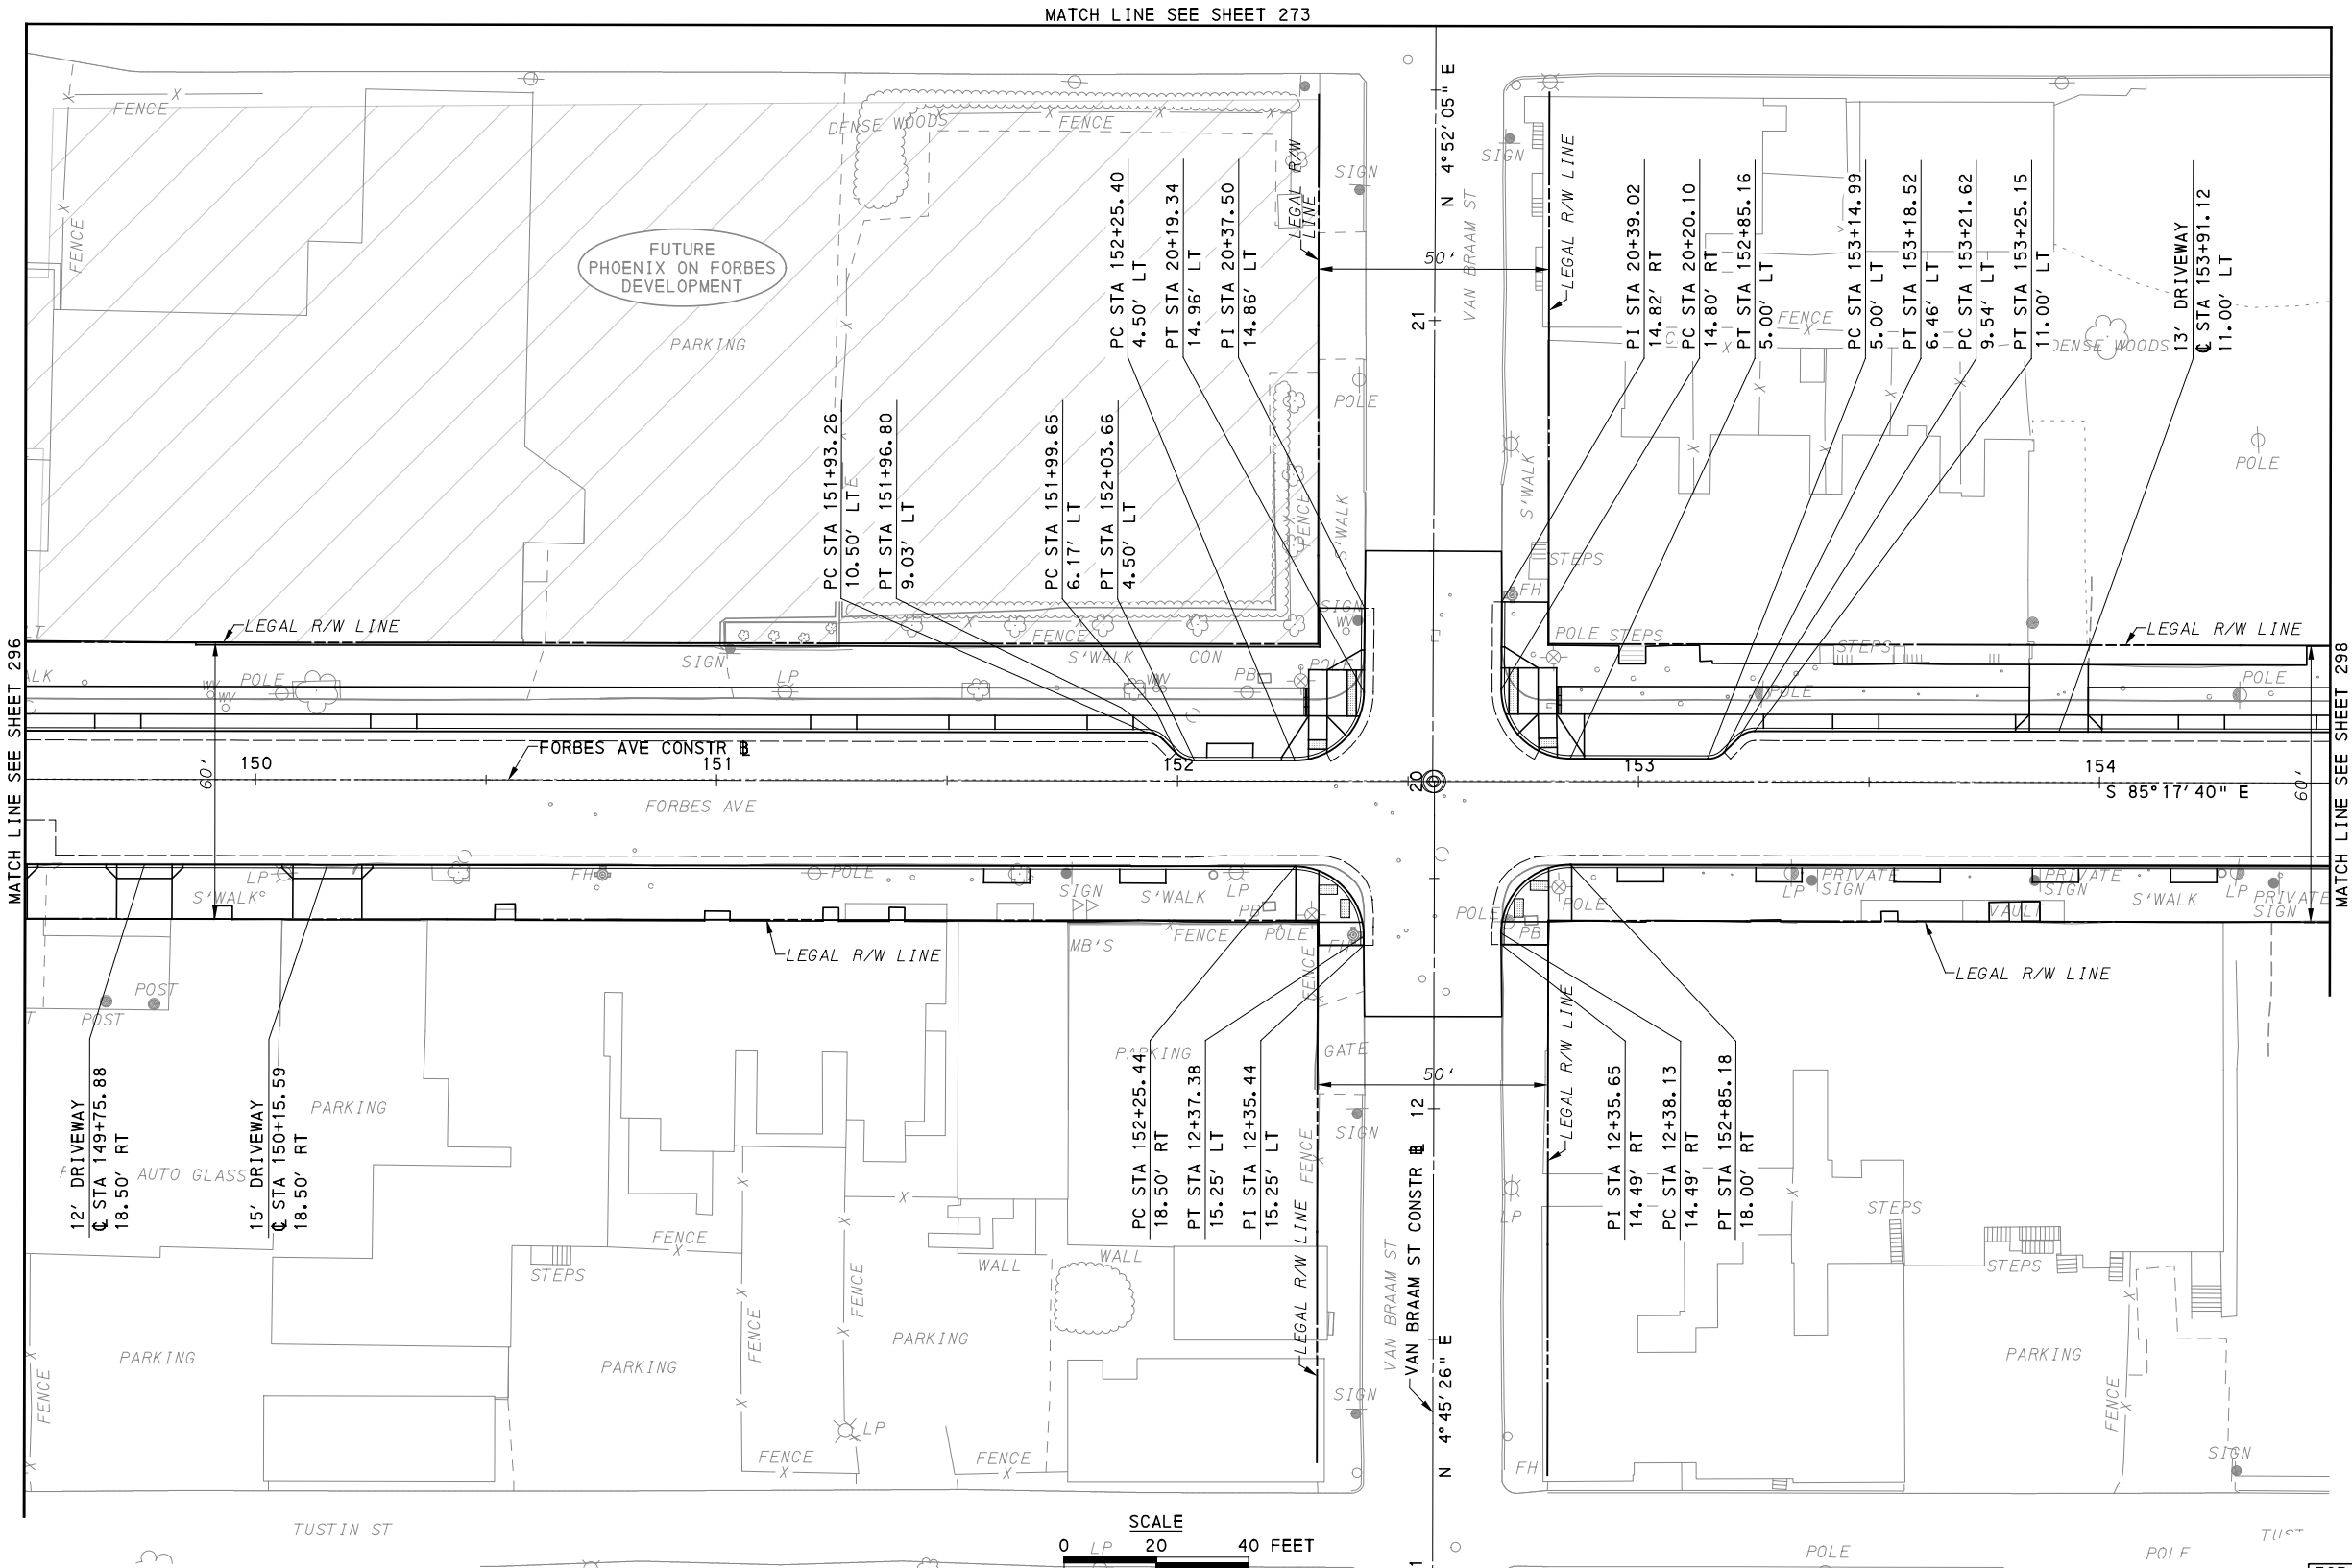 MATCH LINE SEE SHEET 273
FENCE
DENSE WOODS
FENCE
LEGAL R/W
LINE
SIGN
N 4°52'05" E
SIGN
LEGAL R/W LINE
FENCE
FUTURE
PHOENIX ON FORBES
DEVELOPMENT
PARKING
50'
VAN BRAAM ST
21
PC STA 152+25.40
4.50' LT
PT STA 20+19.34
14.96' LT
PI STA 20+37.50
14.86' LT
PI STA 20+39.02
14.82' RT
PC STA 20+20.10
14.80' RT
PT STA 152+85.16
5.00' LT
PC STA 153+14.99
5.00' LT
PT STA 153+18.52
6.46' LT
PC STA 153+21.62
9.54' LT
PT STA 153+25.15
11.00' LT
13' DRIVEWAY
℄ STA 153+91.12
11.00' LT
FENCE
DENSE WOODS
PC STA 151+93.26
10.50' LT
PT STA 151+96.80
9.03' LT
PC STA 151+99.65
6.17' LT
PT STA 152+03.66
4.50' LT
POLE
FENCE
S'WALK
S'WALK
POLE
STEPS
FH
LEGAL R/W LINE
SIGN
WV
FENCE
POLE STEPS
STEPS
LEGAL R/W LINE
SIGN
S'WALK
CON
POLE
WV
POLE
LP
WV
PB
POLE
POLE
MATCH LINE SEE SHEET 296
MATCH LINE SEE SHEET 298
FORBES AVE CONSTR B
150
151
152
20
153
154
60'
FORBES AVE
S 85°17'40" E
60'
S'WALK
LP
FH
POLE
SIGN
S'WALK
LP
PB
POLE
FH
POLE
POLE
PB
LP
PRIVATE
SIGN
PRIVATE
SIGN
VAULT
S'WALK
LP
PRIVATE
SIGN
LEGAL R/W LINE
MB'S
FENCE
LEGAL R/W LINE
POST
POST
FENCE
PARKING
GATE
50'
LEGAL R/W LINE
12' DRIVEWAY
℄ STA 149+75.88
18.50' RT
15' DRIVEWAY
℄ STA 150+15.59
18.50' RT
PARKING
AUTO GLASS
PC STA 152+25.44
18.50' RT
PT STA 12+37.38
15.25' LT
PI STA 12+35.44
15.25' LT
12
SIGN
FENCE
PI STA 12+35.65
14.49' RT
PC STA 12+38.13
14.49' RT
PT STA 152+85.18
18.00' RT
FENCE
STEPS
WALL
WALL
LP
STEPS
STEPS
LEGAL R/W LINE
VAN BRAAM ST
VAN BRAAM ST CONSTR B
N 4°45'26" E
FENCE
FENCE
PARKING
PARKING
PARKING
PARKING
FENCE
FENCE
SIGN
LP
FENCE
FENCE
FH
SIGN
TUSTIN ST
SCALE
0 20 40 FEET
LP
POLE